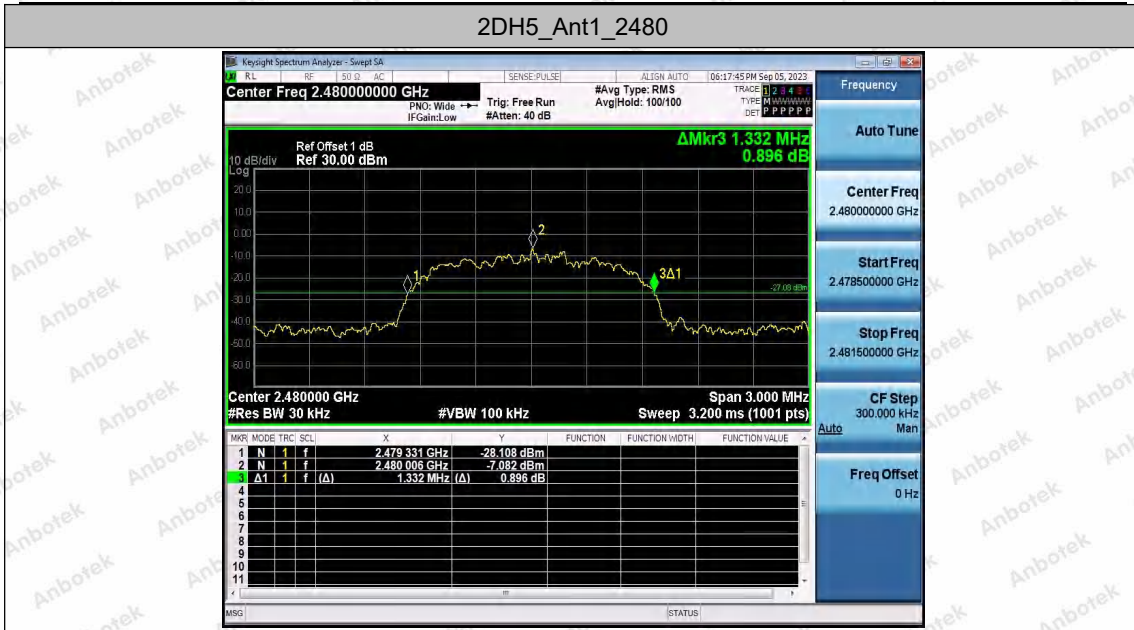 2DH5_Ant1_2480
Keysight Spectrum Analyzer - Swept SA
RL RF 50 Ω AC SENSE:PULSE ALIGN AUTO 06:17:45 PM Sep 05, 2023
Center Freq 2.480000000 GHz
PNO: Wide
IFGain:Low
Trig: Free Run
#Atten: 40 dB
#Avg Type: RMS
Avg|Hold: 100/100
TRACE 1 2 3 4 5 6
TYPE M W W W W W
DET P P P P P P
ΔMkr3 1.332 MHz
0.896 dB
Ref Offset 1 dB
10 dB/div Ref 30.00 dBm
Log
20.0
10.0
0.00
-10.0
-20.0
-30.0
-40.0
-50.0
-60.0
1
2
3Δ1
-27.08 dBm
Center 2.480000 GHz Span 3.000 MHz
#Res BW 30 kHz #VBW 100 kHz Sweep 3.200 ms (1001 pts)
MKR MODE TRC SCL X Y FUNCTION FUNCTION WIDTH FUNCTION VALUE
1 N 1 f 2.479 331 GHz -28.108 dBm
2 N 1 f 2.480 006 GHz -7.082 dBm
3 Δ1 1 f (Δ) 1.332 MHz (Δ) 0.896 dB
4
5
6
7
8
9
10
11
MSG STATUS
Frequency
Auto Tune
Center Freq
2.480000000 GHz
Start Freq
2.478500000 GHz
Stop Freq
2.481500000 GHz
CF Step
300.000 kHz
Auto Man
Freq Offset
0 Hz
Anbotek